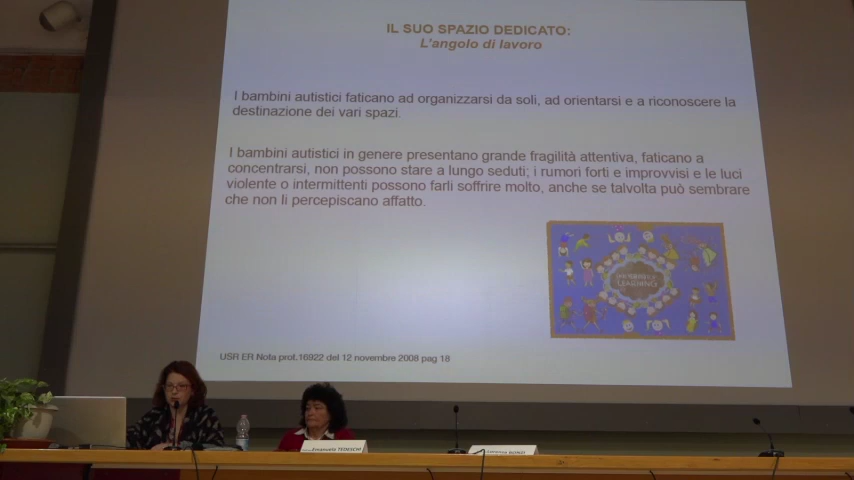 IL SUO SPAZIO DEDICATO:
L'angolo di lavoro
I bambini autistici faticano ad organizzarsi da soli, ad orientarsi e a riconoscere la
destinazione dei vari spazi.
I bambini autistici in genere presentano grande fragilità attentiva, faticano a
concentrarsi, non possono stare a lungo seduti; i rumori forti e improvvisi e le luci
violente o intermittenti possono farli soffrire molto, anche se talvolta può sembrare
che non li percepiscano affatto.
LEARNING
USR ER Nota prot.16922 del 12 novembre 2008 pag 18
Emanuela TEDESCHI